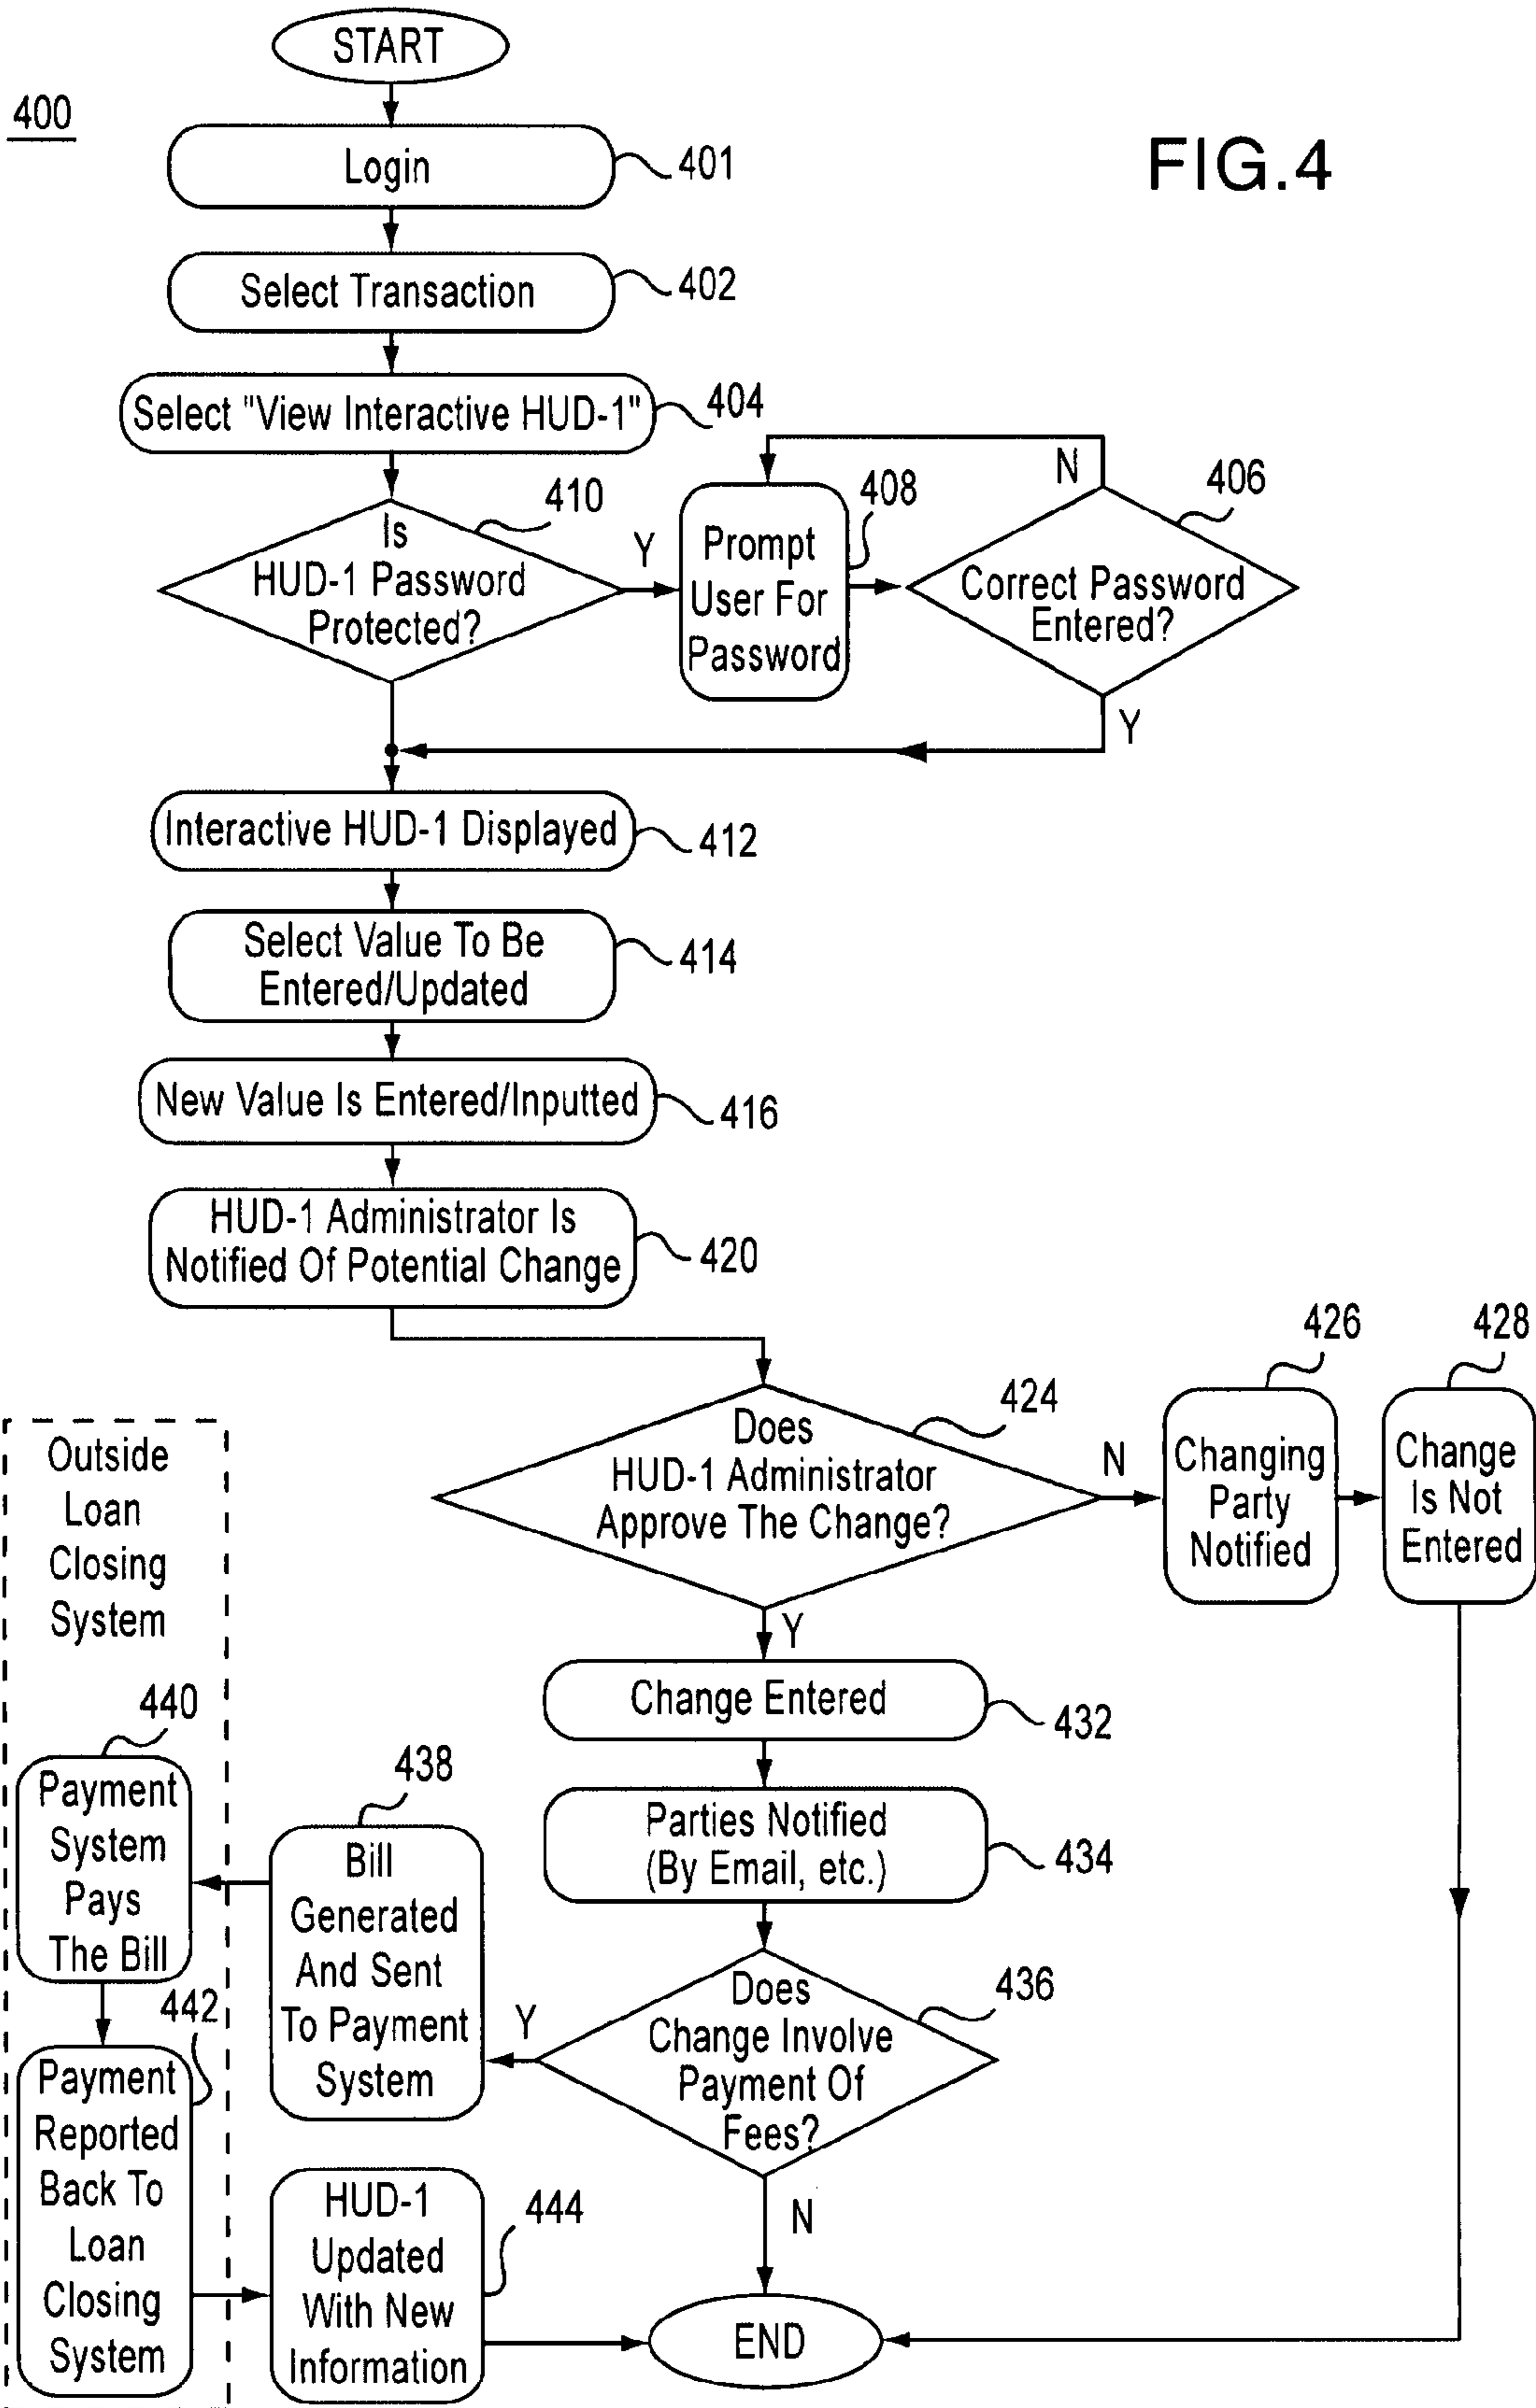 START
400
FIG.4
Login
401
Select Transaction
402
Select "View Interactive HUD-1"
404
410
Is
HUD-1 Password
Protected?
Y
408
Prompt
User For
Password
N
406
Correct Password
Entered?
Y
Interactive HUD-1 Displayed
412
Select Value To Be
Entered/Updated
414
New Value Is Entered/Inputted
416
HUD-1 Administrator Is
Notified Of Potential Change
420
424
Does
HUD-1 Administrator
Approve The Change?
N
426
Changing
Party
Notified
428
Change
Is Not
Entered
Y
Outside
Loan
Closing
System
Change Entered
432
Parties Notified
(By Email, etc.)
434
436
Does
Change Involve
Payment Of
Fees?
Y
438
Bill
Generated
And Sent
To Payment
System
440
Payment
System
Pays
The Bill
442
Payment
Reported
Back To
Loan
Closing
System
444
HUD-1
Updated
With New
Information
N
END